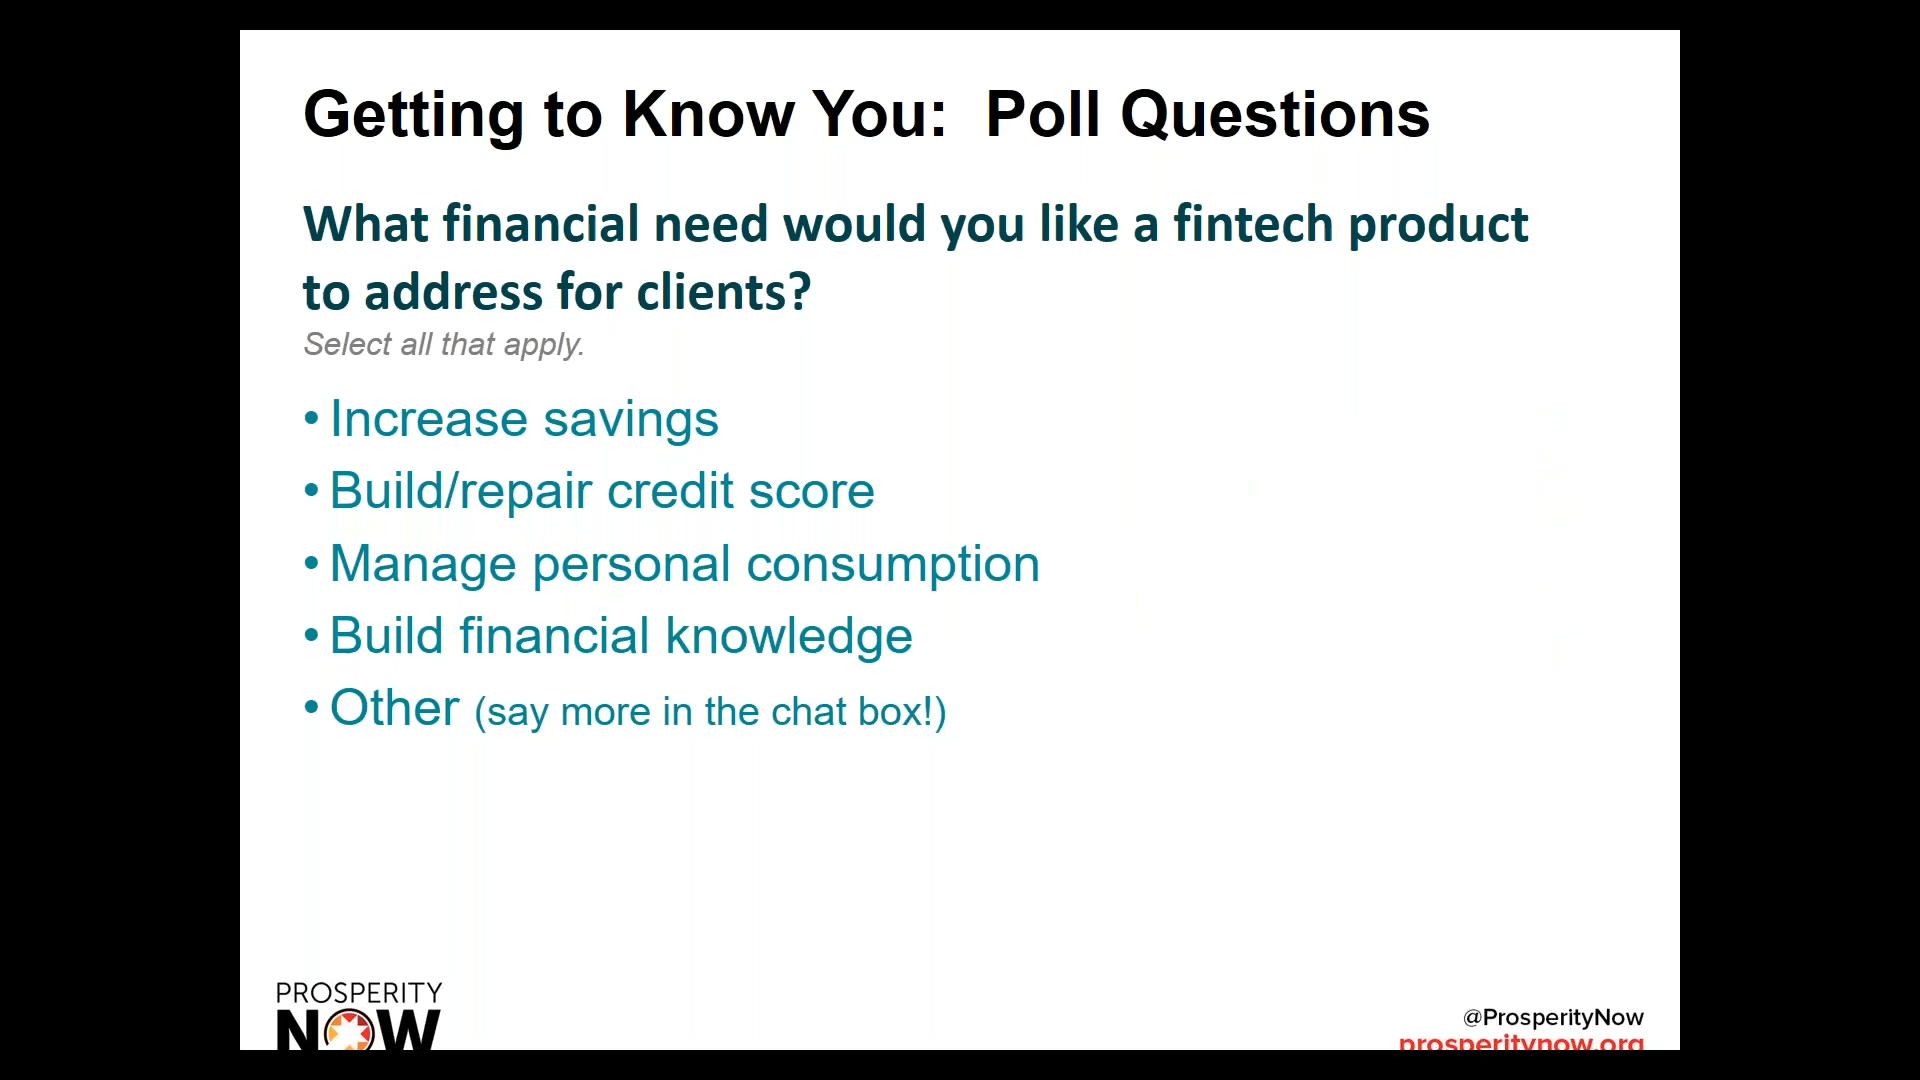 Getting to Know You:  Poll Questions
What financial need would you like a fintech product
to address for clients?
Select all that apply.
• Increase savings
• Build/repair credit score
• Manage personal consumption
• Build financial knowledge
• Other (say more in the chat box!)
PROSPERITY
NOW
@ProsperityNow
prosperitynow.org